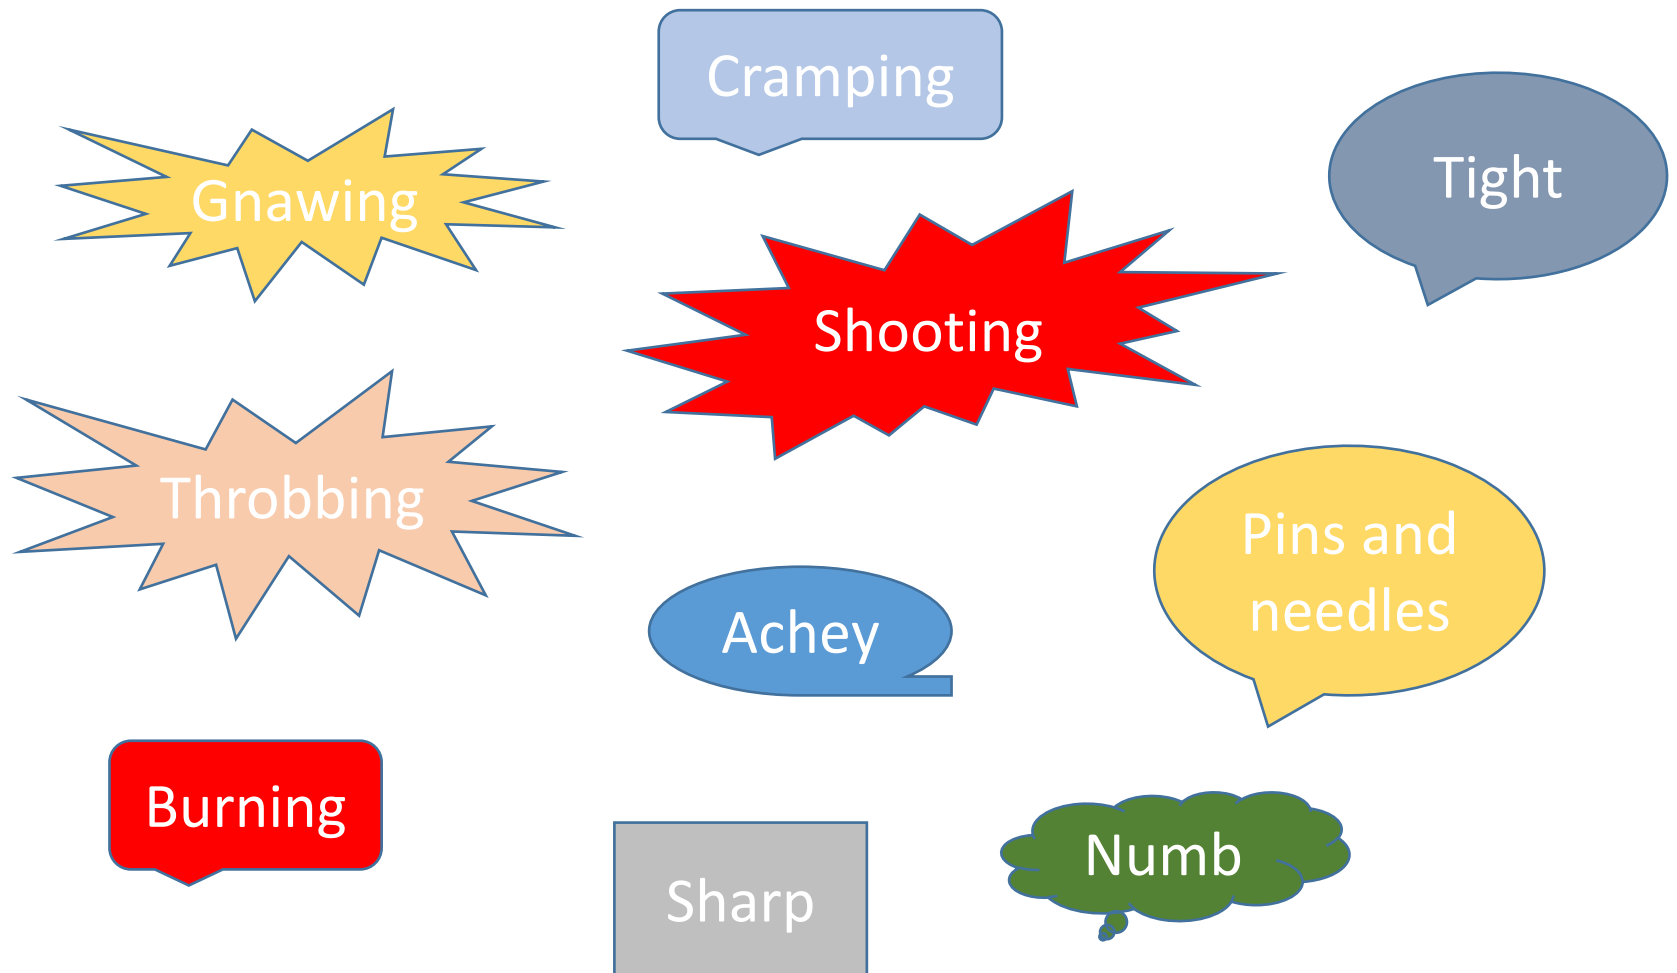 Cramping
Tight
Gnawing
Shooting
Throbbing
Pins and
needles
Achey
Burning
Numb
Sharp